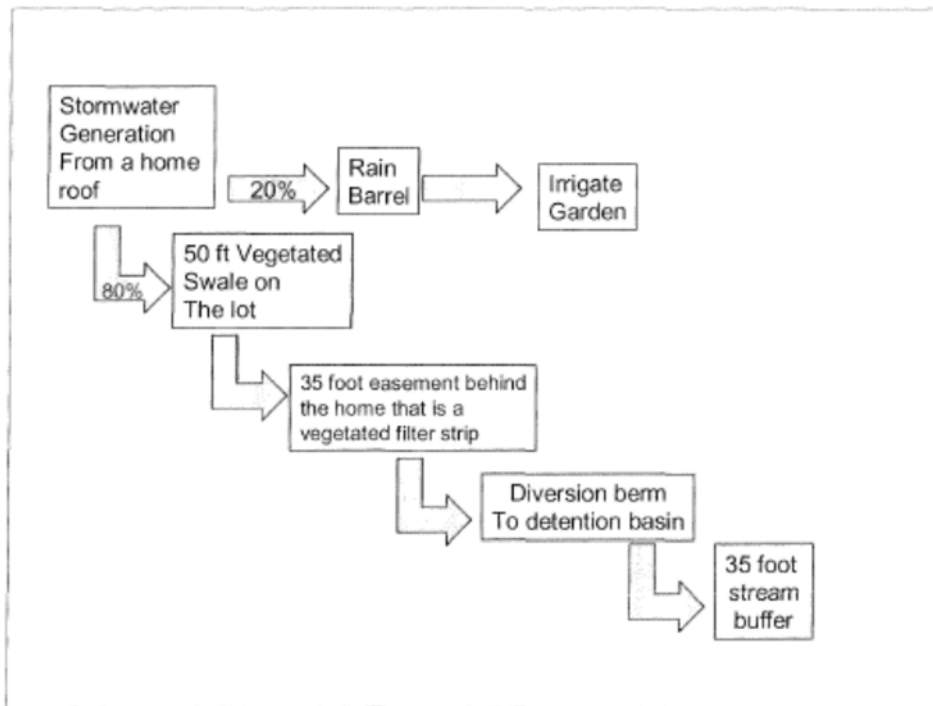 Stormwater
Generation
From a home
roof
20%
Rain
Barrel
Irrigate
Garden
80%
50 ft Vegetated
Swale on
The lot
35 foot easement behind
the home that is a
vegetated filter strip
Diversion berm
To detention basin
35 foot
stream
buffer